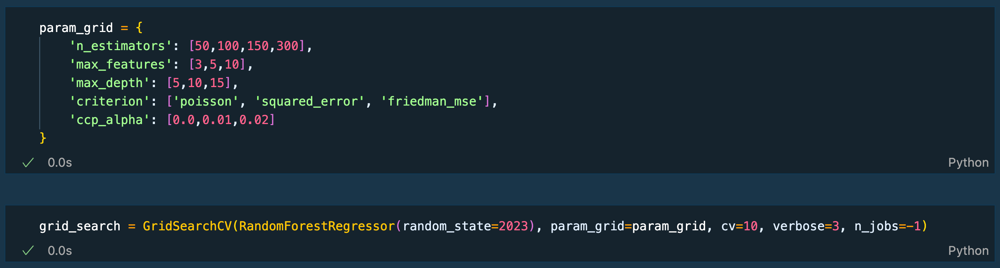 param_grid = {
    'n_estimators': [50,100,150,300],
    'max_features': [3,5,10],
    'max_depth': [5,10,15],
    'criterion': ['poisson', 'squared_error', 'friedman_mse'],
    'ccp_alpha': [0.0,0.01,0.02]
}
0.0s Python
grid_search = GridSearchCV(RandomForestRegressor(random_state=2023), param_grid=param_grid, cv=10, verbose=3, n_jobs=-1)
0.0s Python